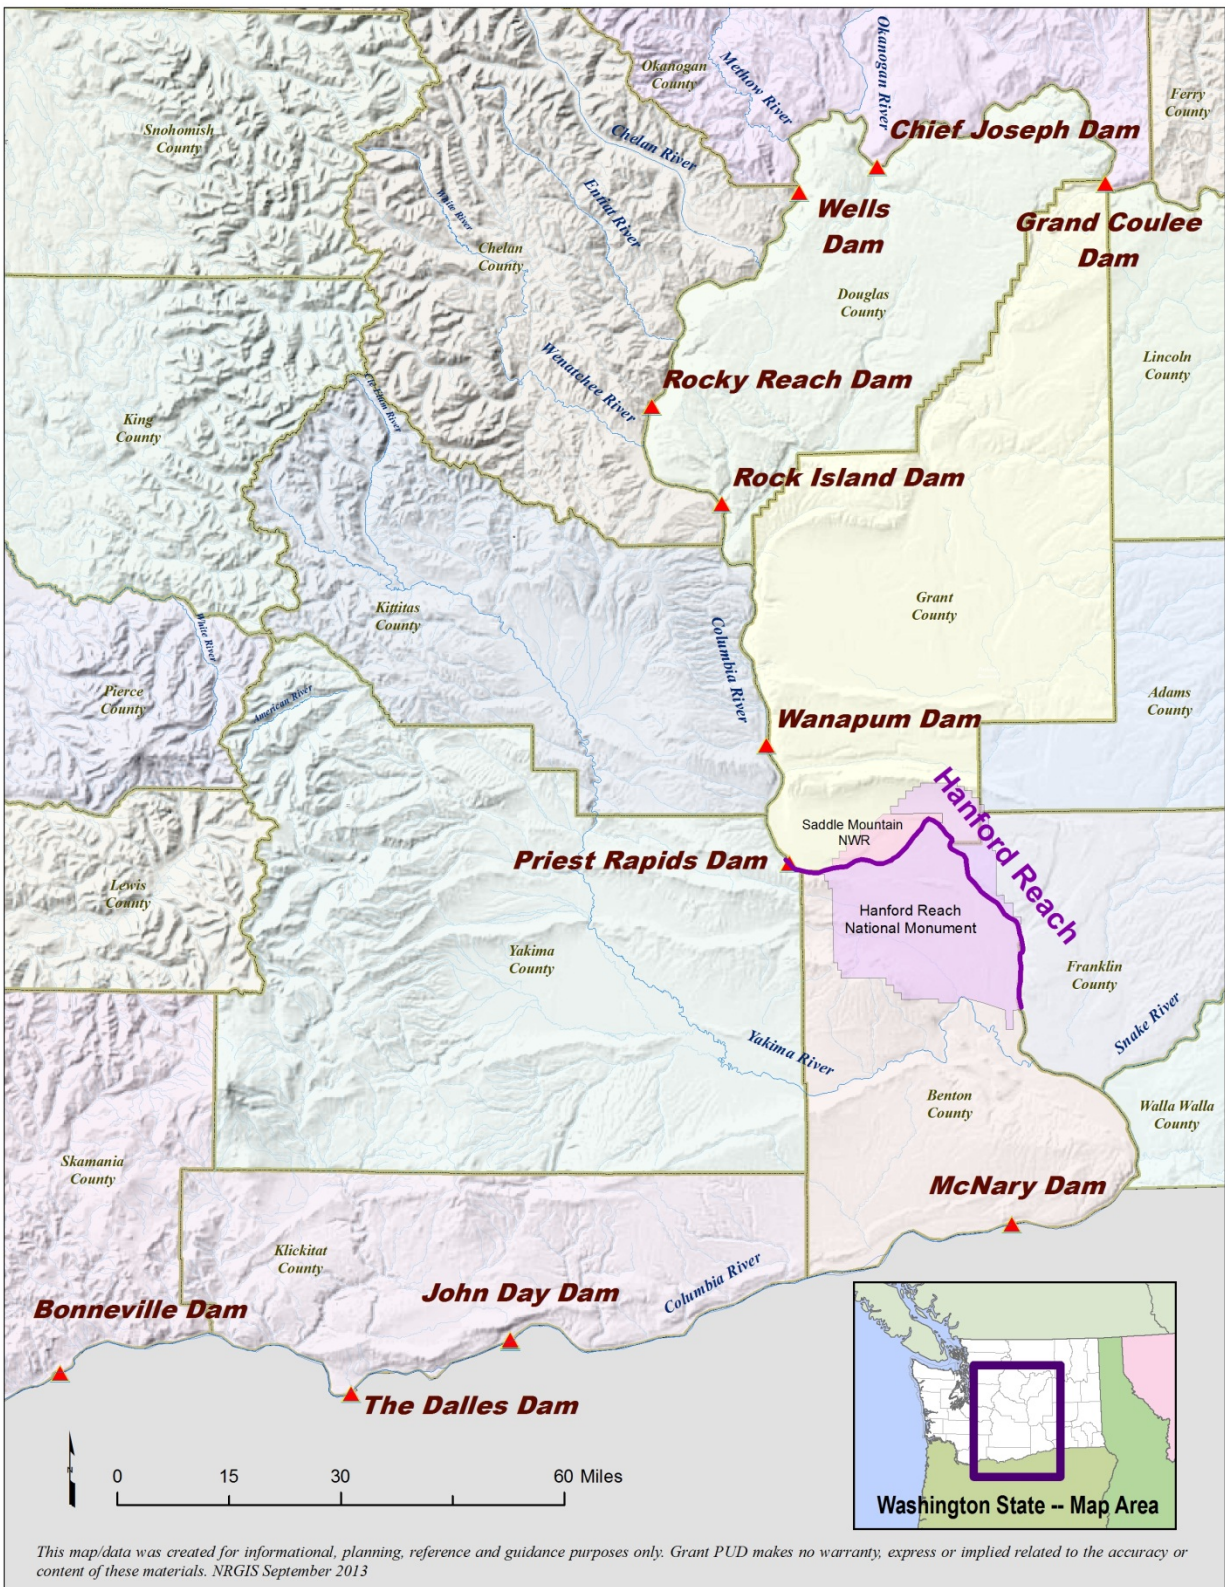 Okanogan
County
Methow River
Okanogan River
Ferry
County
Snohomish
County
Chelan River
Chief Joseph Dam
Entiat River
White River
Wells
Dam
Grand Coulee
Dam
Chelan
County
Douglas
County
Lincoln
County
Wenatchee River
Rocky Reach Dam
Cle Elum River
King
County
Rock Island Dam
Kittitas
County
Grant
County
White River
Columbia River
Pierce
County
American River
Adams
County
Wanapum Dam
Hanford Reach
Saddle Mountain
NWR
Priest Rapids Dam
Lewis
County
Hanford Reach
National Monument
Yakima
County
Franklin
County
Snake River
Yakima River
Benton
County
Walla Walla
County
Skamania
County
McNary Dam
Klickitat
County
Columbia River
John Day Dam
Bonneville Dam
The Dalles Dam
N
0 15 30 60 Miles
Washington State -- Map Area
This map/data was created for informational, planning, reference and guidance purposes only. Grant PUD makes no warranty, express or implied related to the accuracy or
content of these materials. NRGIS September 2013